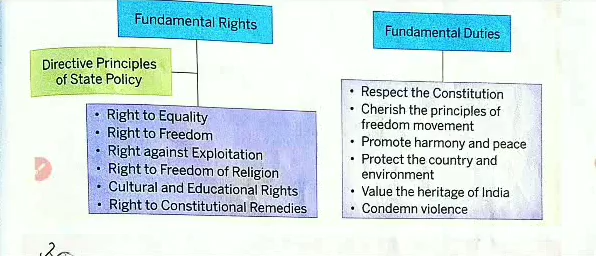 Fundamental Rights
Fundamental Duties
Directive Principles
of State Policy
• Right to Equality
• Right to Freedom
• Right against Exploitation
• Right to Freedom of Religion
• Cultural and Educational Rights
• Right to Constitutional Remedies
• Respect the Constitution
• Cherish the principles of
freedom movement
• Promote harmony and peace
• Protect the country and
environment
• Value the heritage of India
• Condemn violence